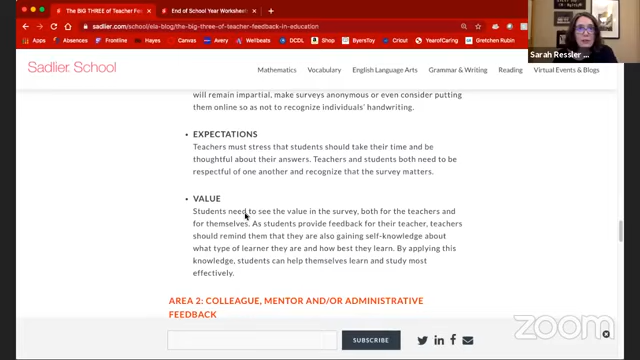 The BIG THREE of Teacher Feed
End of School Year Worksheets
sadlier.com/school/ela-blog/the-big-three-of-teacher-feedback-in-education
Apple
Hayes
Canvas
Avery
Wellbeats
DCDL
Shop
ByersToy
Cricut
CH Payments
Gretchen Rubin
Sarah Ressler ...
Sadlier School
Mathematics Vocabulary English Language Arts Grammar & Writing Reading Virtual Events & Blogs
will remain impartial, make surveys anonymous or even consider putting
them online so as not to recognize individuals' handwriting.
EXPECTATIONS
Teachers must stress that students should take their time and be
thoughtful about their answers. Teachers and students both need to be
respectful of one another and recognize that the survey matters.
VALUE
Students need to see the value in the survey, both for the teachers and
for themselves. As students provide feedback for their teacher, teachers
should remind them that they are also gaining self-knowledge about
what type of learner they are and how best they learn. By applying this
knowledge, students can help themselves learn and study most
effectively.
AREA 2: COLLEAGUE, MENTOR AND/OR ADMINISTRATIVE
FEEDBACK
SUBSCRIBE
zoom